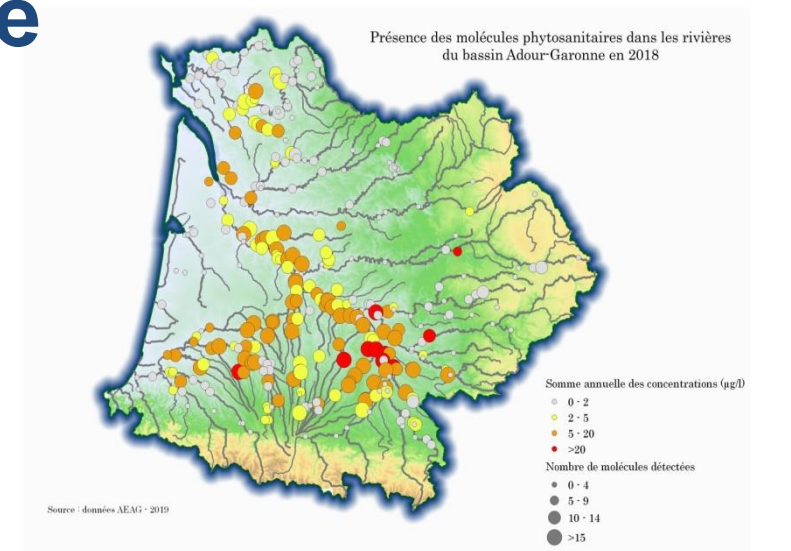 e
Présence des molécules phytosanitaires dans les rivières
du bassin Adour-Garonne en 2018
Somme annuelle des concentrations (µg/l)
0 - 2
2 - 5
5 - 20
>20
Nombre de molécules détectées
0 - 4
5 - 9
10 - 14
>15
Source : données AEAG - 2019